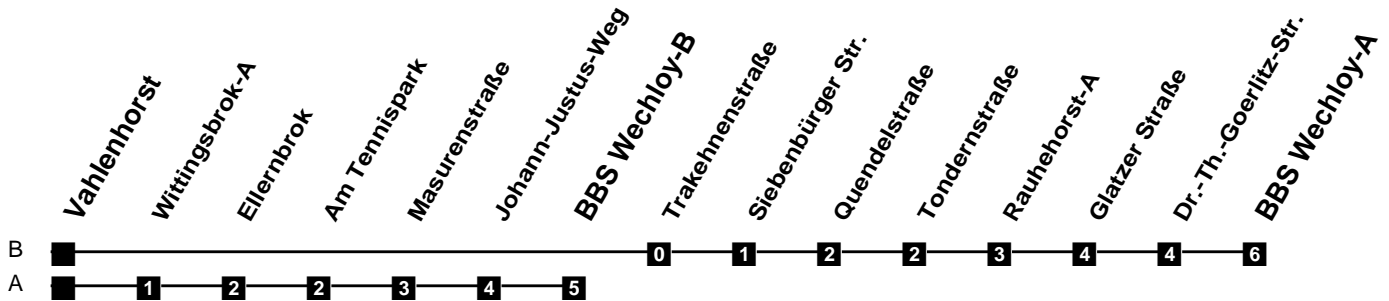 Vahlenhorst
Wittingsbrok-A
Ellernbrok
Am Tennispark
Masurenstraße
Johann-Justus-Weg
BBS Wechloy-B
Trakehnenstraße
Siebenbürger Str.
Quendelstraße
Tondernstraße
Rauhehorst-A
Glatzer Straße
Dr.-Th.-Goerlitz-Str.
BBS Wechloy-A
B 0 1 2 2 3 4 4 6
A 1 2 2 3 4 5